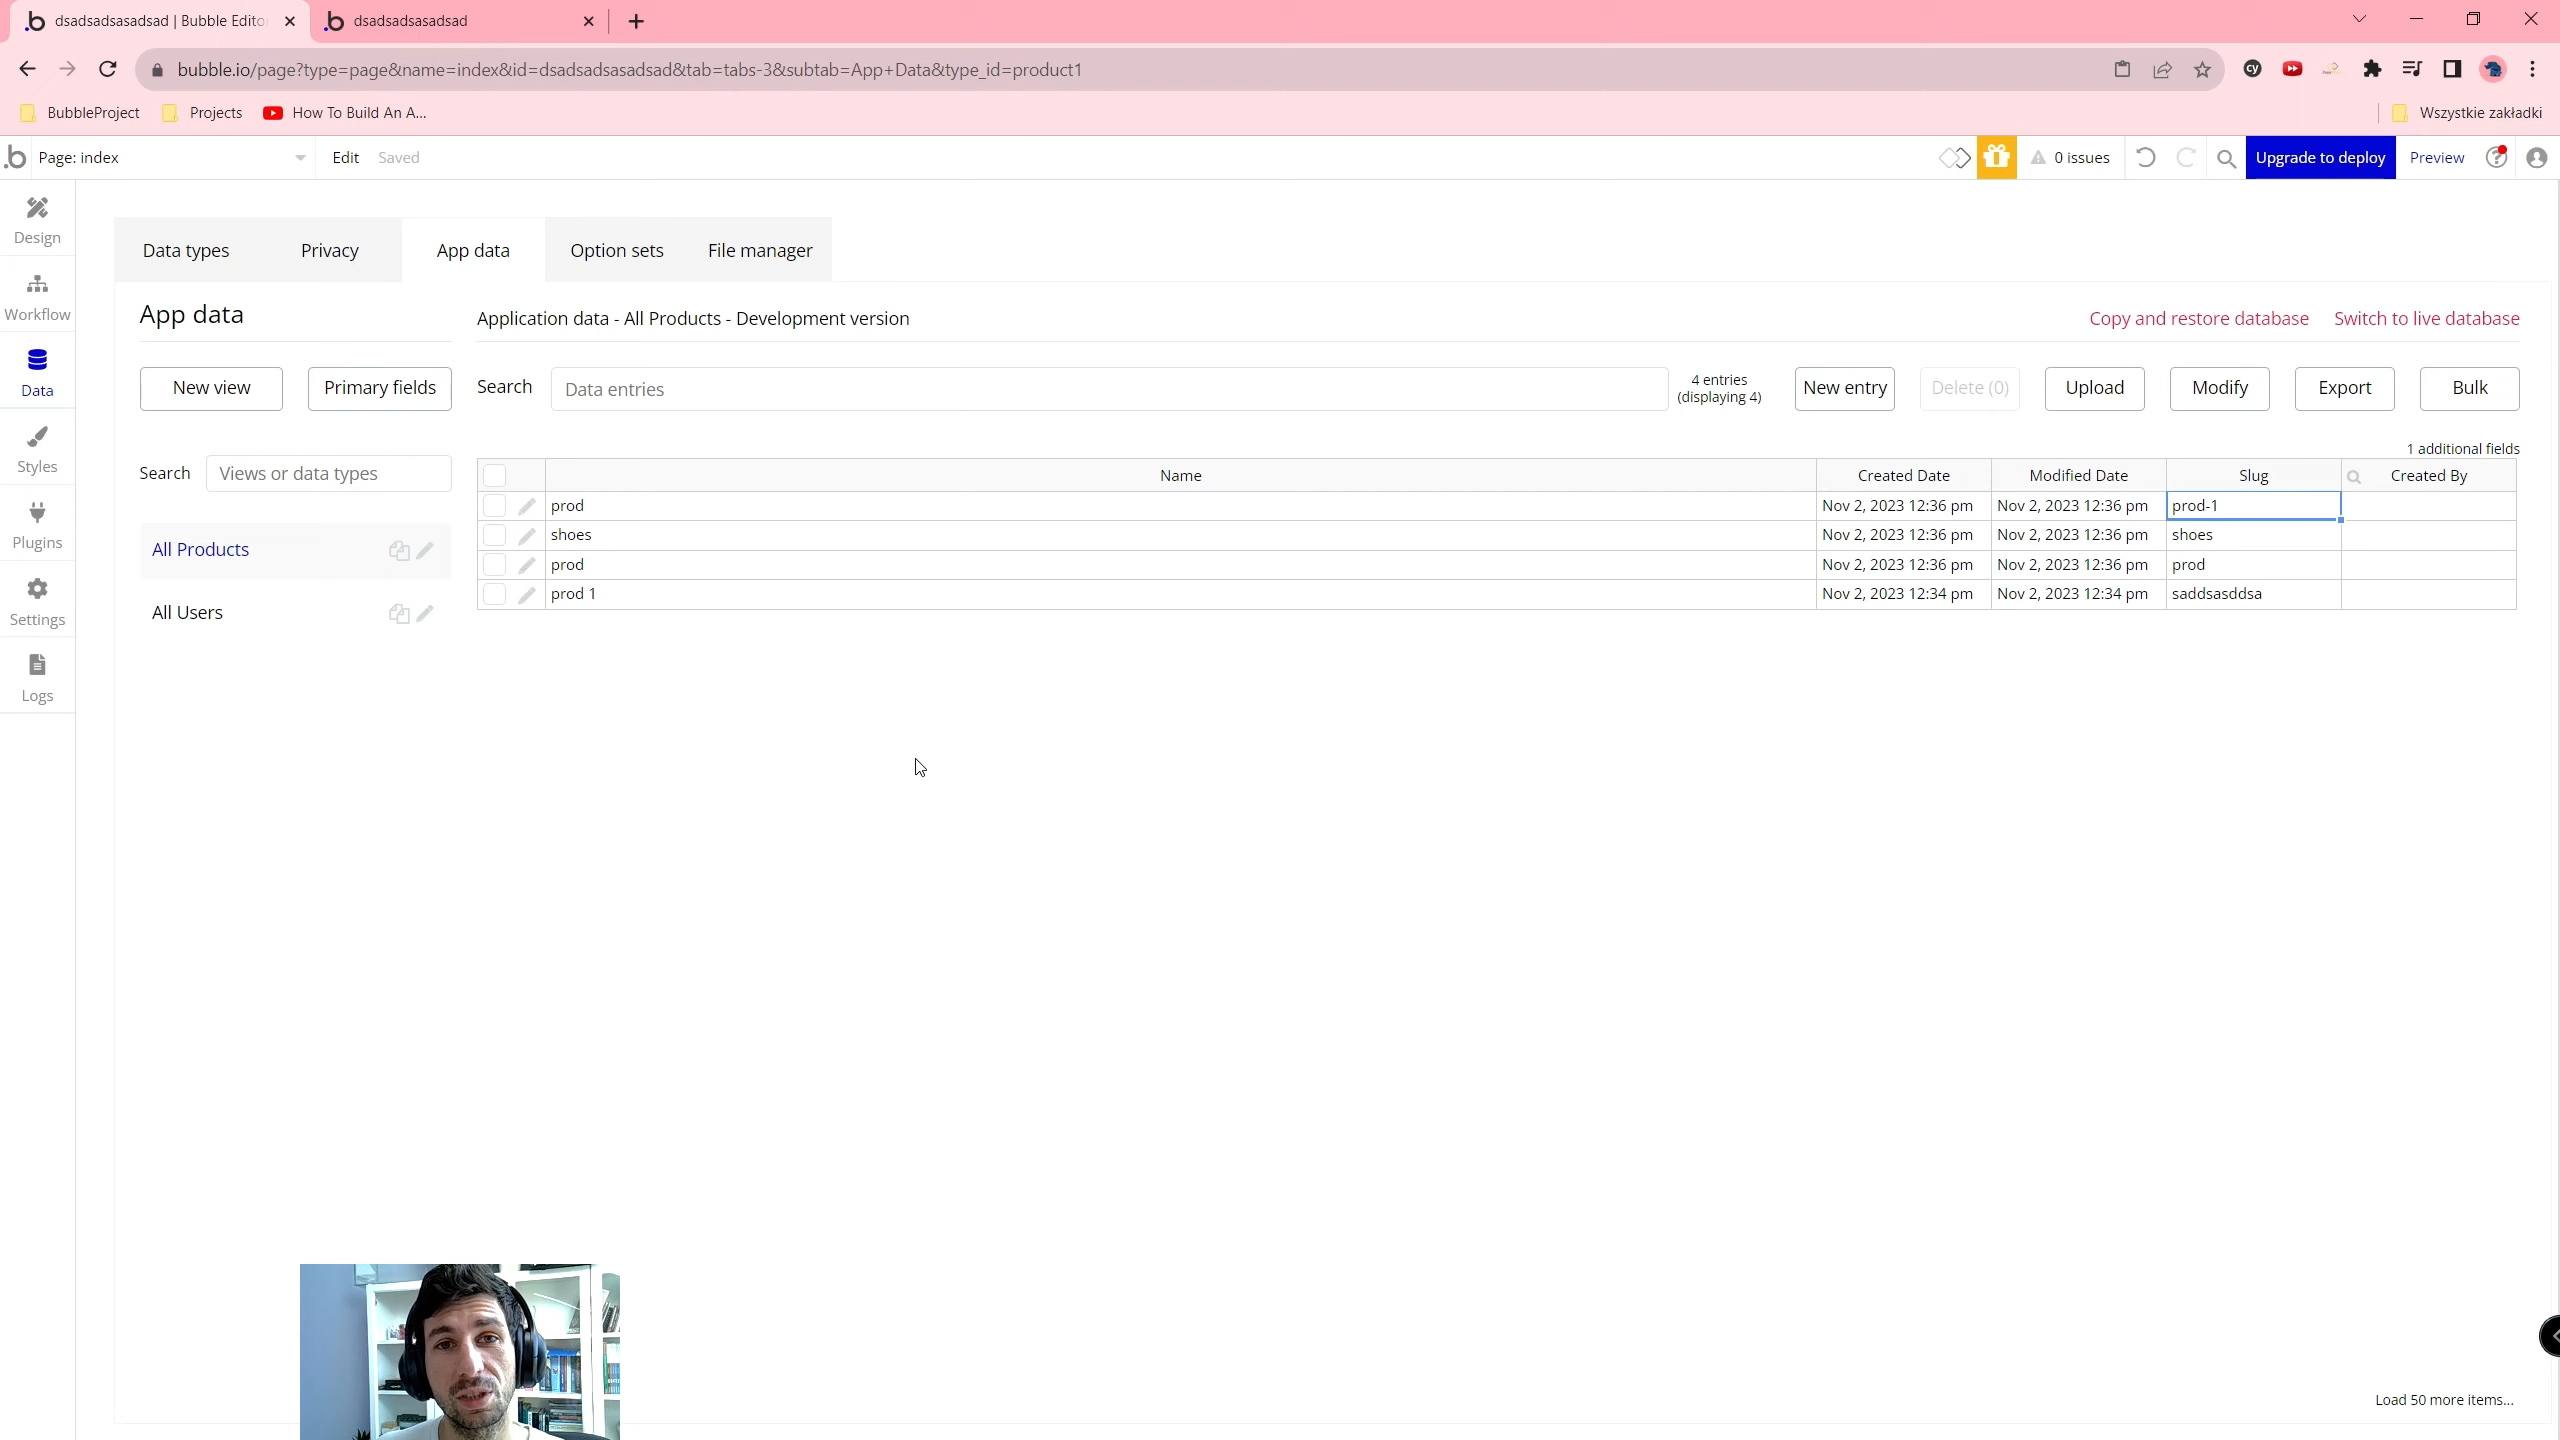 dsadsadsasadsad | Bubble Edito
dsadsadsasadsad
bubble.io/page?type=page&name=index&id=dsadsadsasadsad&tab=tabs-3&subtab=App+Data&type_id=product1
cy
BubbleProject
Projects
How To Build An A...
Wszystkie zakładki
b
Page: index
Edit
Saved
0 issues
Upgrade to deploy
Preview
Design
Workflow
Data
Styles
Plugins
Settings
Logs
Data types
Privacy
App data
Option sets
File manager
App data
Application data - All Products - Development version
Copy and restore database
Switch to live database
New view
Primary fields
Search
Data entries
4 entries
(displaying 4)
New entry
Delete (0)
Upload
Modify
Export
Bulk
1 additional fields
Search
Views or data types
All Products
All Users
Name Created Date Modified Date Slug Created By
prod Nov 2, 2023 12:36 pm Nov 2, 2023 12:36 pm prod-1
shoes Nov 2, 2023 12:36 pm Nov 2, 2023 12:36 pm shoes
prod Nov 2, 2023 12:36 pm Nov 2, 2023 12:36 pm prod
prod 1 Nov 2, 2023 12:34 pm Nov 2, 2023 12:34 pm saddsasddsa
Load 50 more items...